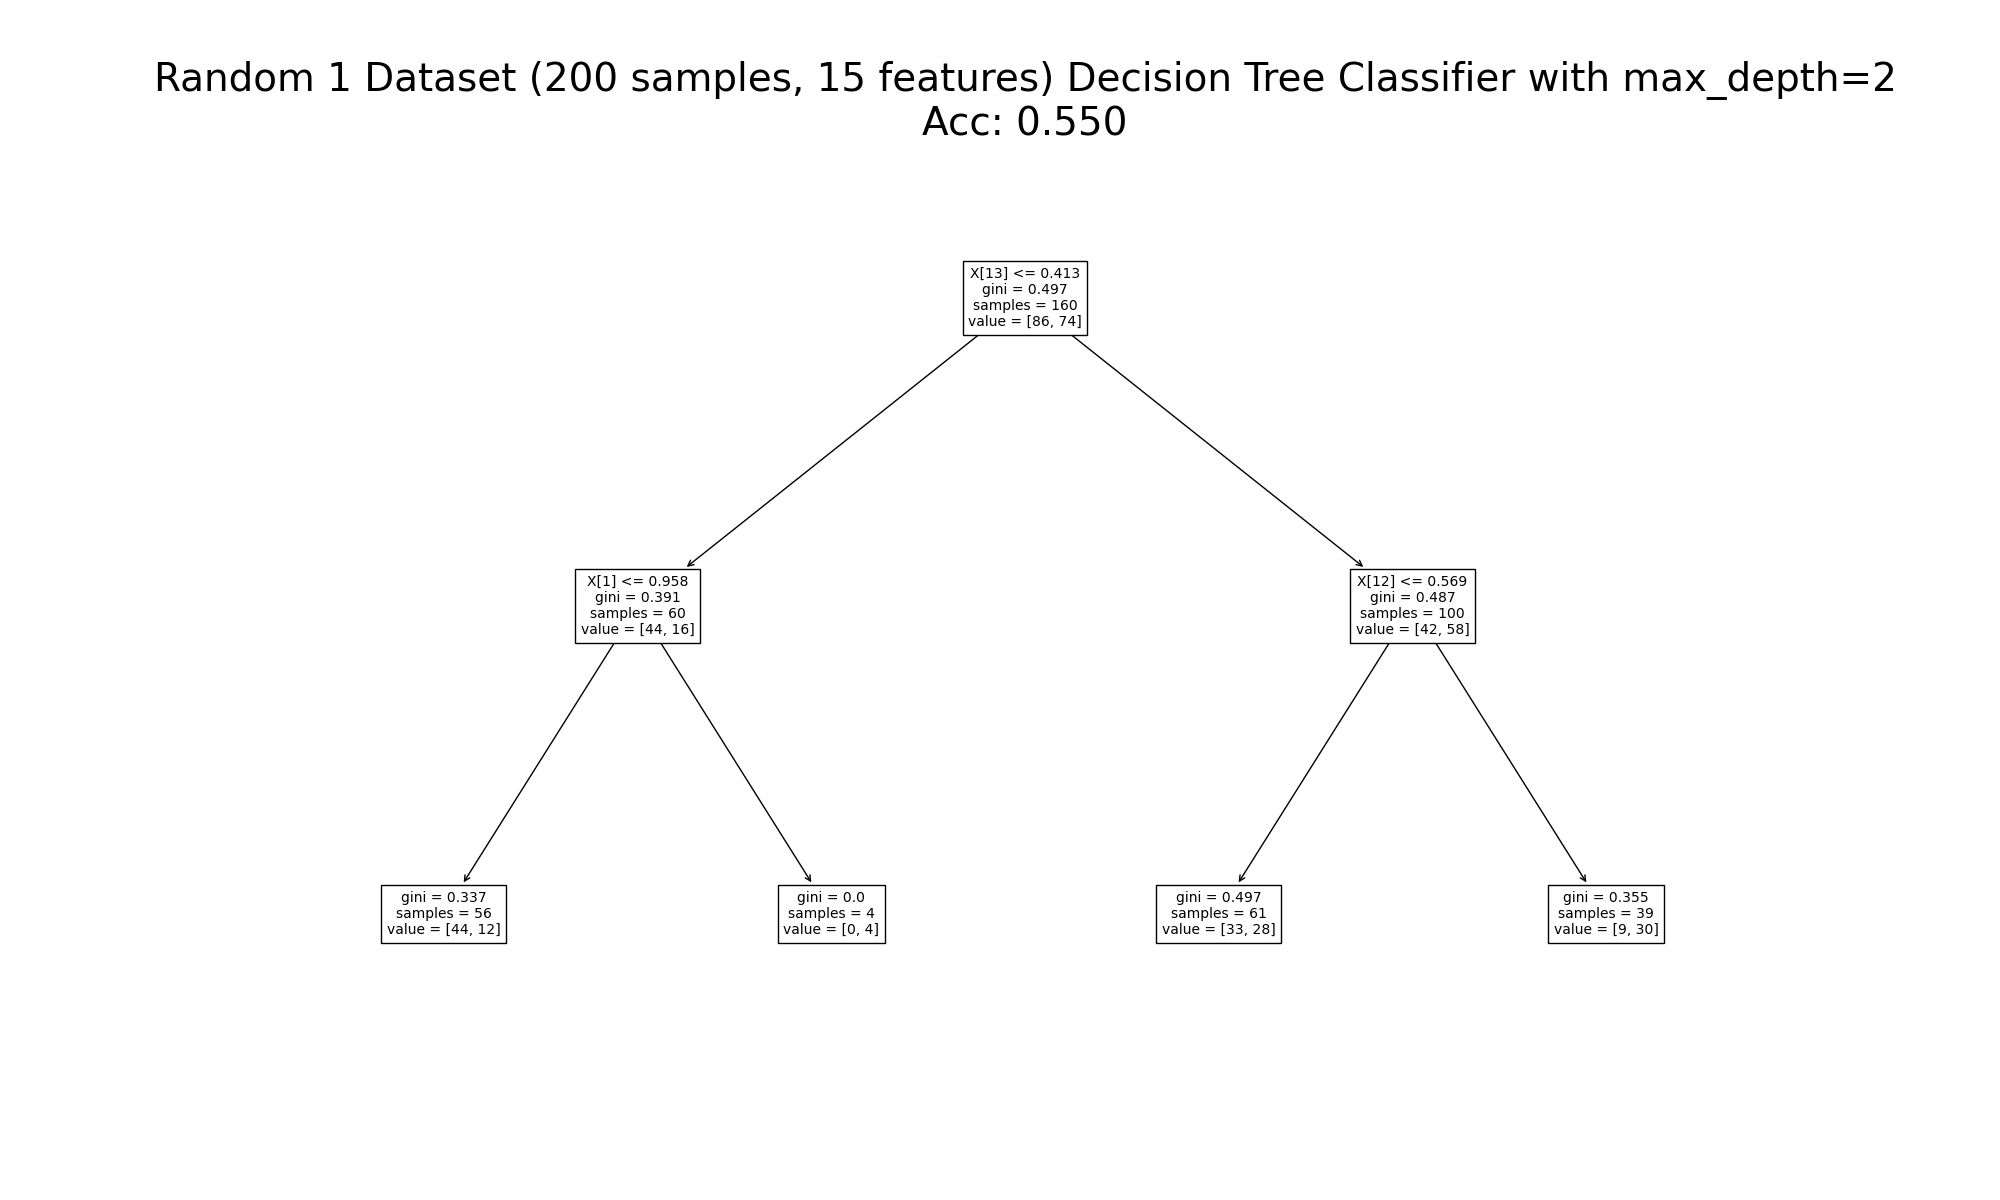 Random 1 Dataset (200 samples, 15 features) Decision Tree Classifier with max_depth=2
Acc: 0.550
X[13] <= 0.413
gini = 0.497
samples = 160
value = [86, 74]
X[1] <= 0.958
gini = 0.391
samples = 60
value = [44, 16]
X[12] <= 0.569
gini = 0.487
samples = 100
value = [42, 58]
gini = 0.337
samples = 56
value = [44, 12]
gini = 0.0
samples = 4
value = [0, 4]
gini = 0.497
samples = 61
value = [33, 28]
gini = 0.355
samples = 39
value = [9, 30]